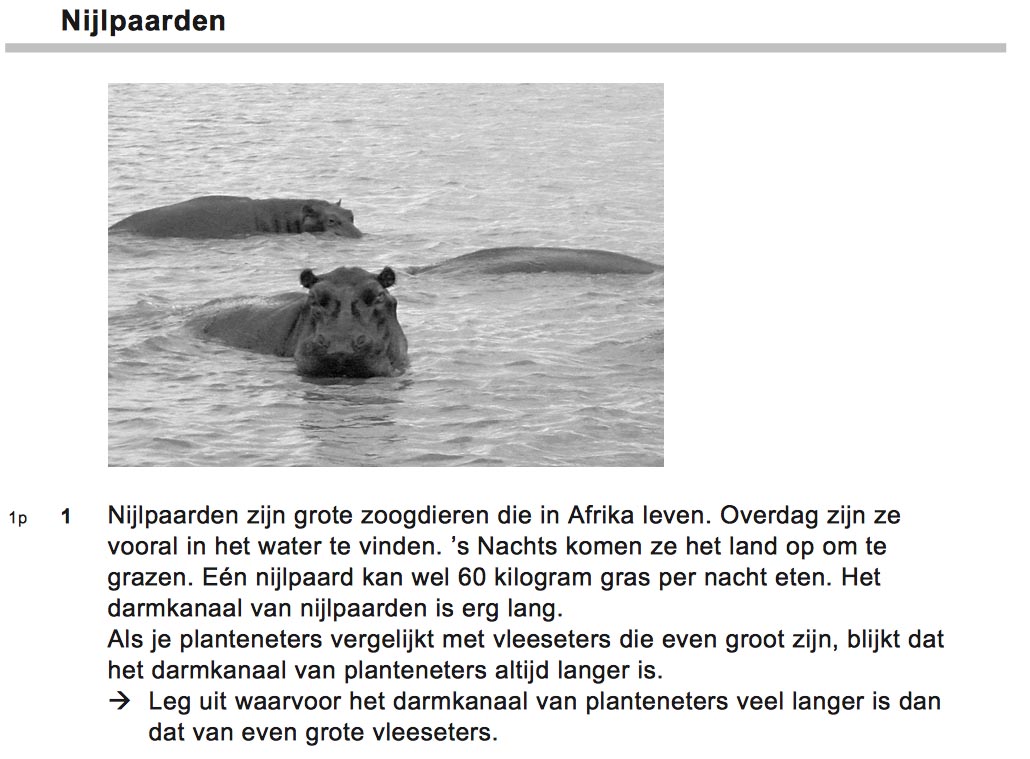 Nijlpaarden
1p 1 Nijlpaarden zijn grote zoogdieren die in Afrika leven. Overdag zijn ze
vooral in het water te vinden. ’s Nachts komen ze het land op om te
grazen. Eén nijlpaard kan wel 60 kilogram gras per nacht eten. Het
darmkanaal van nijlpaarden is erg lang.
Als je planteneters vergelijkt met vleeseters die even groot zijn, blijkt dat
het darmkanaal van planteneters altijd langer is.
→ Leg uit waarvoor het darmkanaal van planteneters veel langer is dan
dat van even grote vleeseters.